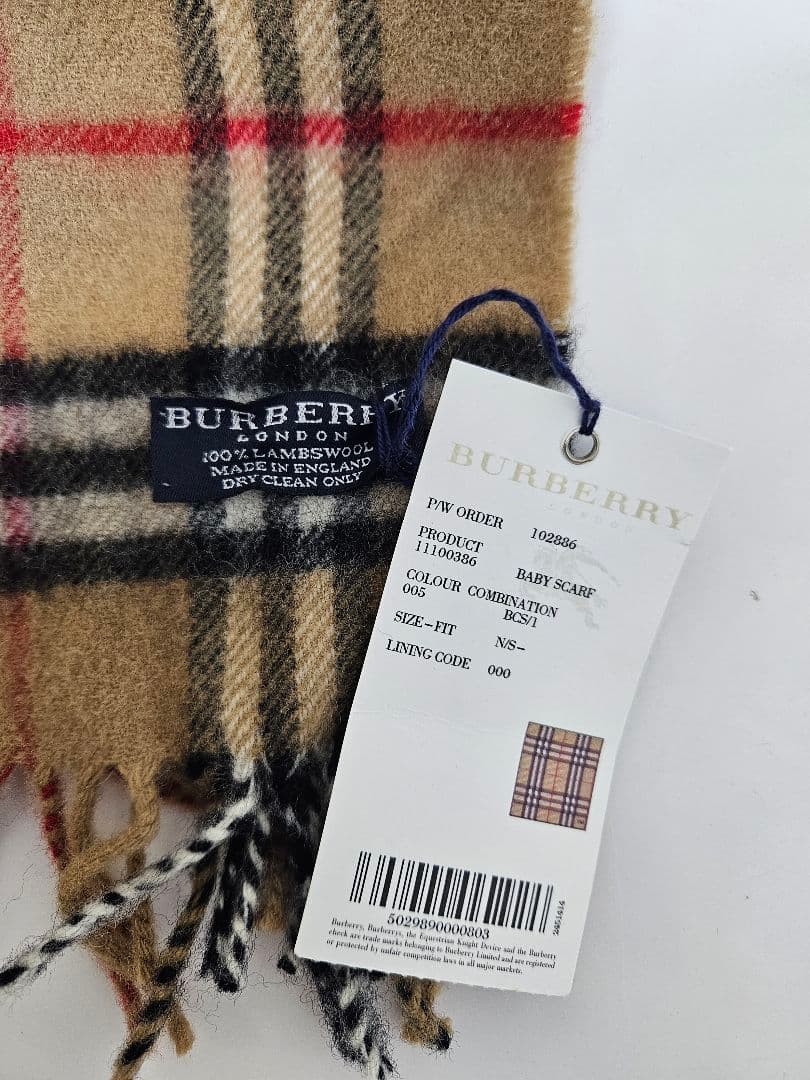 BURBERRY
LONDON
100% LAMBSWOOL
MADE IN ENGLAND
DRY CLEAN ONLY
BURBERRY
LONDON
P/W ORDER 102886
PRODUCT
11100386 BABY SCARF
COLOUR COMBINATION
005 BCS/1
SIZE-FIT N/S-
LINING CODE 000
5029890000803
Burberry, Burberrys, the Equestrian Knight Device and the Burberry
check are trade marks belonging to Burberry Limited and are registered
or protected by unfair competition laws in all major markets.